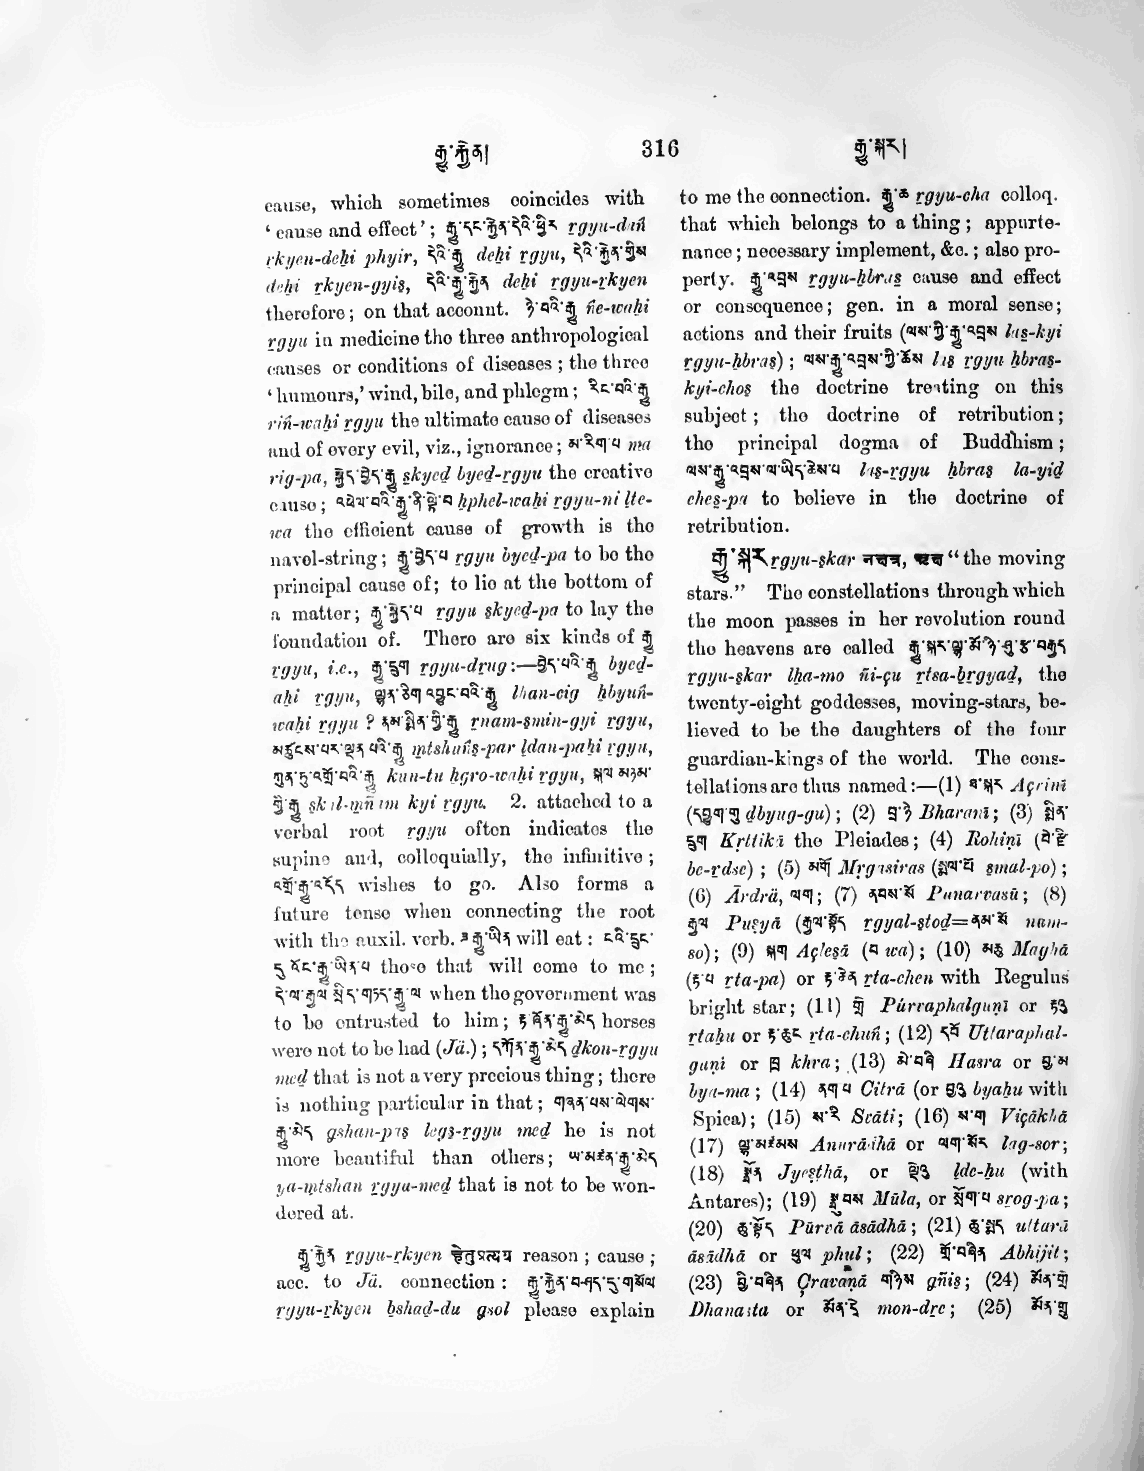 རྒྱུ་རྐྱེན། 316 རྒྱུ་སྐར།
cause, which sometimes coincides with
‘cause and effect’; རྒྱུ་དང་རྐྱེན་དེའི་ཕྱིར rgyu-dań
rkyen-deḥi phyir, དེའི་རྒྱུ deḥi rgyu, དེའི་རྐྱེན་གྱིས
deḥi rkyen-gyis, དེའི་རྒྱུ་རྐྱེན deḥi rgyu-rkyen
therefore; on that account. ཉེ་བའི་རྒྱུ ñe-waḥi
rgyu in medicine the three anthropological
causes or conditions of diseases; the three
‘humours,’ wind, bile, and phlegm; རིང་བའི་རྒྱུ
riń-waḥi rgyu the ultimate cause of diseases
and of every evil, viz., ignorance; མ་རིག་པ ma
rig-pa, སྐྱེད་བྱེད་རྒྱུ skyed byed-rgyu the creative
cause; འཕེལ་བའི་རྒྱུ་ནི་ལྟེ་བ ḥphel-waḥi rgyu-ni lte-
wa the efficient cause of growth is the
navel-string; རྒྱུ་བྱེད་པ rgyu byed-pa to be the
principal cause of; to lie at the bottom of
a matter; རྒྱུ་སྐྱེད་པ rgyu skyed-pa to lay the
foundation of. There are six kinds of རྒྱུ
rgyu, i.e., རྒྱུ་དྲུག rgyu-drug:—བྱེད་པའི་རྒྱུ byed-
aḥi rgyu, ལྷན་ཅིག་འབྱུང་བའི་རྒྱུ lhan-cig ḥbyuń-
waḥi rgyu ? རྣམ་སྨིན་གྱི་རྒྱུ rnam-smin-gyi rgyu,
མཚུངས་པར་ལྡན་པའི་རྒྱུ mtshuńs-par ldan-paḥi rgyu,
ཀུན་ཏུ་འགྲོ་བའི་རྒྱུ kun-tu ḥgro-waḥi rgyu, སྐལ་མཉམ་
གྱི་རྒྱུ skal-mñam kyi rgyu. 2. attached to a
verbal root rgyu often indicates the
supine and, colloquially, the infinitive;
འགྲོ་རྒྱུ་འདོད wishes to go. Also forms a
future tense when connecting the root
with the auxil. verb. ཟ་རྒྱུ་ཡིན will eat: ངའི་དྲུང་
དུ་འོང་རྒྱུ་ཡིན་པ those that will come to me;
དེ་ལ་རྒྱལ་སྲིད་གཏད་རྒྱུ་ལ when the government was
to be entrusted to him; རྟ་ཐོན་རྒྱུ་མེད horses
were not to be had (Jä.); དཀོན་རྒྱུ་མེད dkon-rgyu
med that is not a very precious thing; there
is nothing particular in that; གཞན་པས་ལེགས་
རྒྱུ་མེད gshan-pas legs-rgyu med he is not
more beautiful than others; ཡ་མཚན་རྒྱུ་མེད
ya-mtshan rgyu-med that is not to be won-
dered at.
རྒྱུ་རྐྱེན rgyu-rkyen हेतुप्रत्यय reason; cause;
acc. to Jä. connection: རྒྱུ་རྐྱེན་བཤད་དུ་གསོལ
rgyu-rkyen bshad-du gsol please explain
to me the connection. རྒྱུ་ཆ rgyu-cha colloq.
that which belongs to a thing; appurte-
nance; necessary implement, &c.; also pro-
perty. རྒྱུ་འབྲས rgyu-ḥbras cause and effect
or consequence; gen. in a moral sense;
actions and their fruits (ལས་ཀྱི་རྒྱུ་འབྲས las-kyi
rgyu-ḥbras); ལས་རྒྱུ་འབྲས་ཀྱི་ཆོས las rgyu ḥbras-
kyi-chos the doctrine treating on this
subject; the doctrine of retribution;
the principal dogma of Buddhism;
ལས་རྒྱུ་འབྲས་ལ་ཡིད་ཆེས་པ las-rgyu ḥbras la-yid
ches-pa to believe in the doctrine of
retribution.
རྒྱུ་སྐར rgyu-skar नक्षत्र, ऋक्ष “the moving
stars.” The constellations through which
the moon passes in her revolution round
the heavens are called རྒྱུ་སྐར་ལྷ་མོ་ཉི་ཤུ་རྩ་བརྒྱད
rgyu-skar lha-mo ñi-çu rtsa-brgyad, the
twenty-eight goddesses, moving-stars, be-
lieved to be the daughters of the four
guardian-kings of the world. The cons-
tellations are thus named:—(1) ཐ་སྐར Açvinī
(དབྱུག་གུ dbyug-gu); (2) བྲ་ཉེ Bharaṇī; (3) སྨིན་
དྲུག Kṛttikā the Pleiades; (4) Rohiṇī (བེ་རྫི
be-rdse); (5) མགོ Mṛgasiras (སྨལ་པོ smal-po);
(6) Ārdrā, ལག; (7) ནབས་སོ Punarvasū; (8)
རྒྱལ Puṣyā (རྒྱལ་སྟོད rgyal-stod=ནམ་སོ nam-
so); (9) སྐག Açleṣā (བ wa); (10) མཆུ Maghā
(རྟ་པ rta-pa) or རྟ་ཆེན rta-chen with Regulus
bright star; (11) གྲེ Pūrvaphalguṇī or རྟའུ
rtaḥu or རྟ་ཆུང rta-chuń; (12) དབོ Uttaraphal-
guṇi or ཁྲ khra; (13) མེ་བཞི Hasra or བྱ་མ
bya-ma; (14) ནག་པ Citrā (or བྱའུ byaḥu with
Spica); (15) ས་རི Svāti; (16) ས་ག Viçākhā
(17) ལྷ་མཚམས Anurādhā or ལག་སོར lag-sor;
(18) སྣྲོན Jyeṣṭhā, or ལྡེའུ lde-ḥu (with
Antares); (19) སྣྲུབས Mūla, or སྲོག་པ srog-pa;
(20) ཆུ་སྟོད Pūrvā āsādhā; (21) ཆུ་སྨད uttarā
āsādhā or ཕུལ phul; (22) གྲོ་བཞིན Abhijit;
(23) བྱི་བཞིན Çravaṇā གཉིས gñis; (24) མོན་གྲེ
Dhanasta or མོན་དྲེ mon-dre; (25) མོན་གྲུ